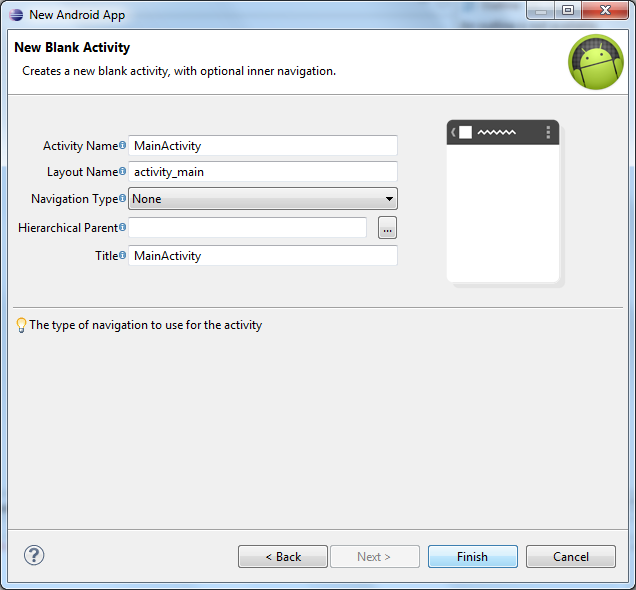 New Android App
New Blank Activity
Creates a new blank activity, with optional inner navigation.
Activity Name MainActivity
Layout Name activity_main
Navigation Type None
Hierarchical Parent ...
Title MainActivity
The type of navigation to use for the activity
? < Back Next > Finish Cancel